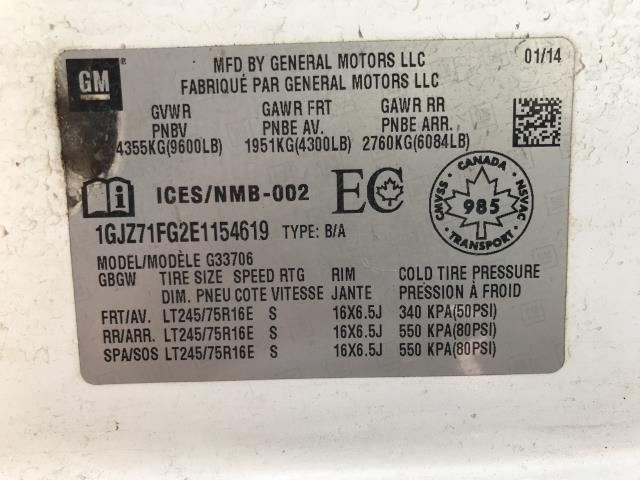 GM
MFD BY GENERAL MOTORS LLC 01/14
FABRIQUÉ PAR GENERAL MOTORS LLC
GVWR GAWR FRT GAWR RR
PNBV PNBE AV. PNBE ARR.
4355KG(9600LB) 1951KG(4300LB) 2760KG(6084LB)
ICES/NMB-002 EC
CANADA
CMVSS NSVAC
985
TRANSPORT
1GJZ71FG2E1154619 TYPE: B/A
MODEL/MODÈLE G33706
GBGW TIRE SIZE SPEED RTG RIM COLD TIRE PRESSURE
DIM. PNEU COTE VITESSE JANTE PRESSION À FROID
FRT/AV. LT245/75R16E S 16X6.5J 340 KPA(50PSI)
RR/ARR. LT245/75R16E S 16X6.5J 550 KPA(80PSI)
SPA/SOS LT245/75R16E S 16X6.5J 550 KPA(80PSI)